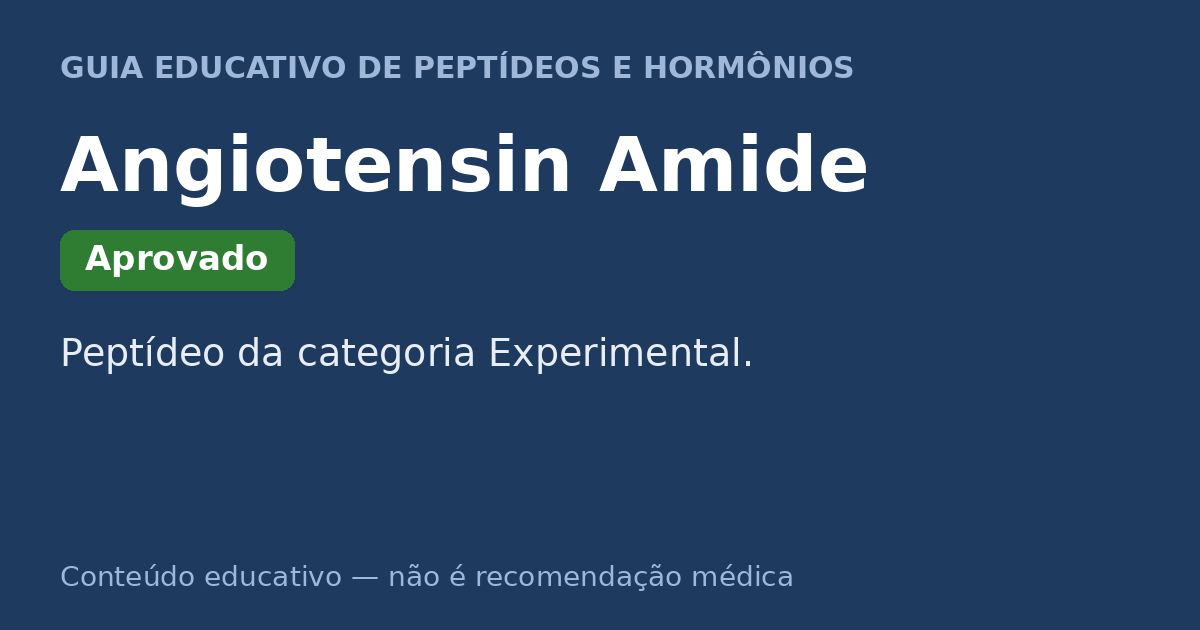 GUIA EDUCATIVO DE PEPTÍDEOS E HORMÔNIOS
Angiotensin Amide
Aprovado
Peptídeo da categoria Experimental.
Conteúdo educativo — não é recomendação médica